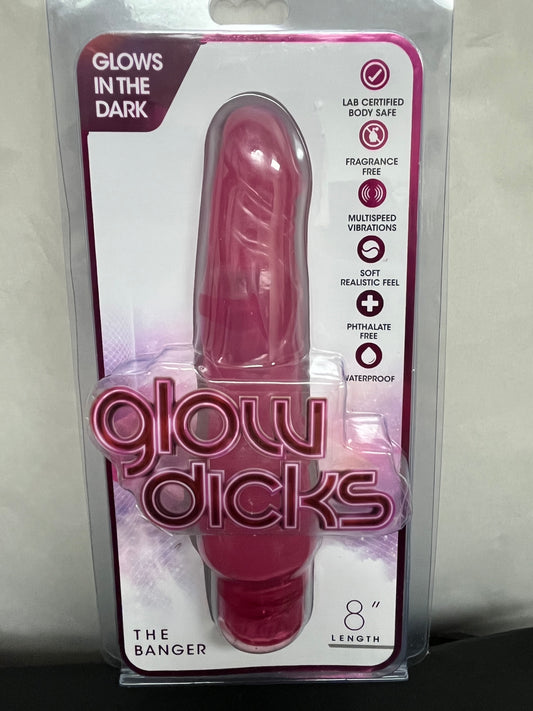 GLOWS
IN THE
DARK
LAB CERTIFIED
BODY SAFE
FRAGRANCE
FREE
MULTISPEED
VIBRATIONS
SOFT
REALISTIC FEEL
PHTHALATE
FREE
WATERPROOF
glow
dicks
THE
BANGER
8"
LENGTH